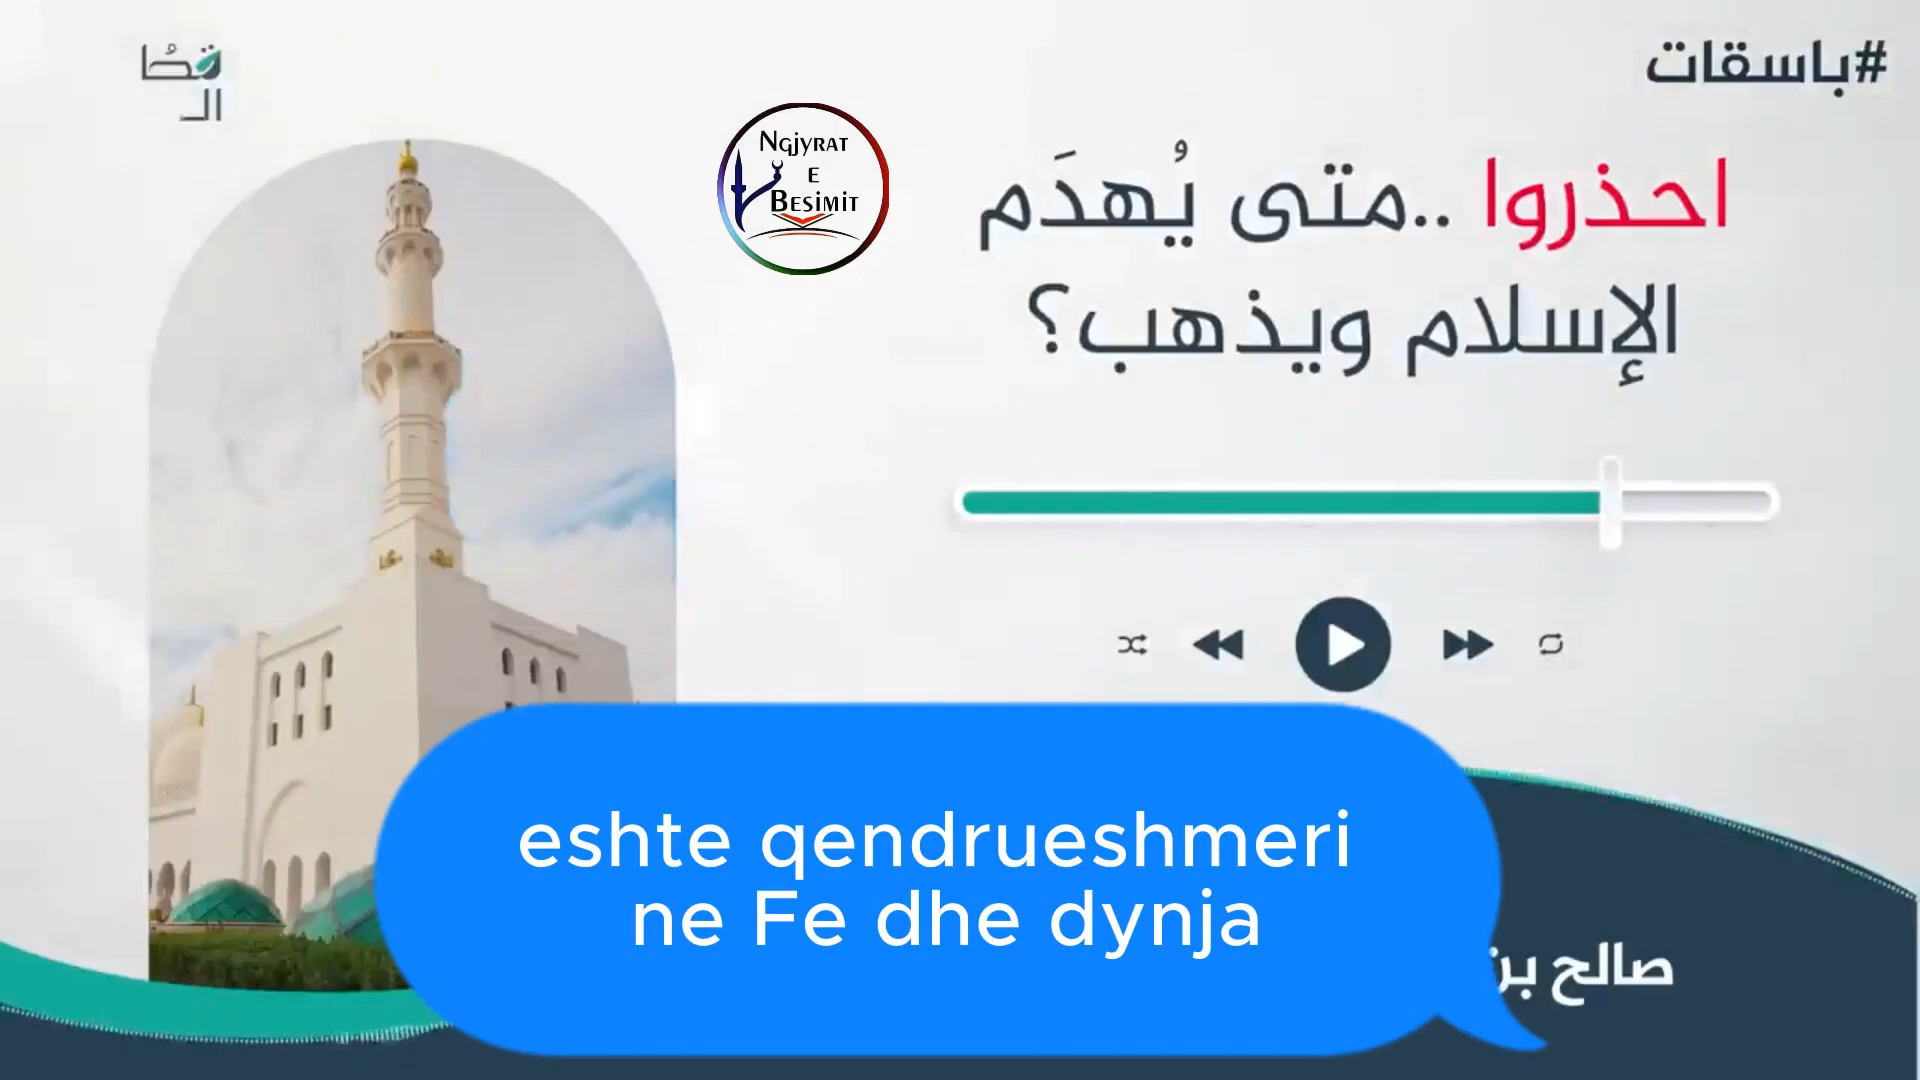 #باسقات
Ngjyrat
E
Besimit
احذروا ..متى يُهدَم
الإسلام ويذهب؟
eshte qendrueshmeri
ne Fe dhe dynja
صالح بن